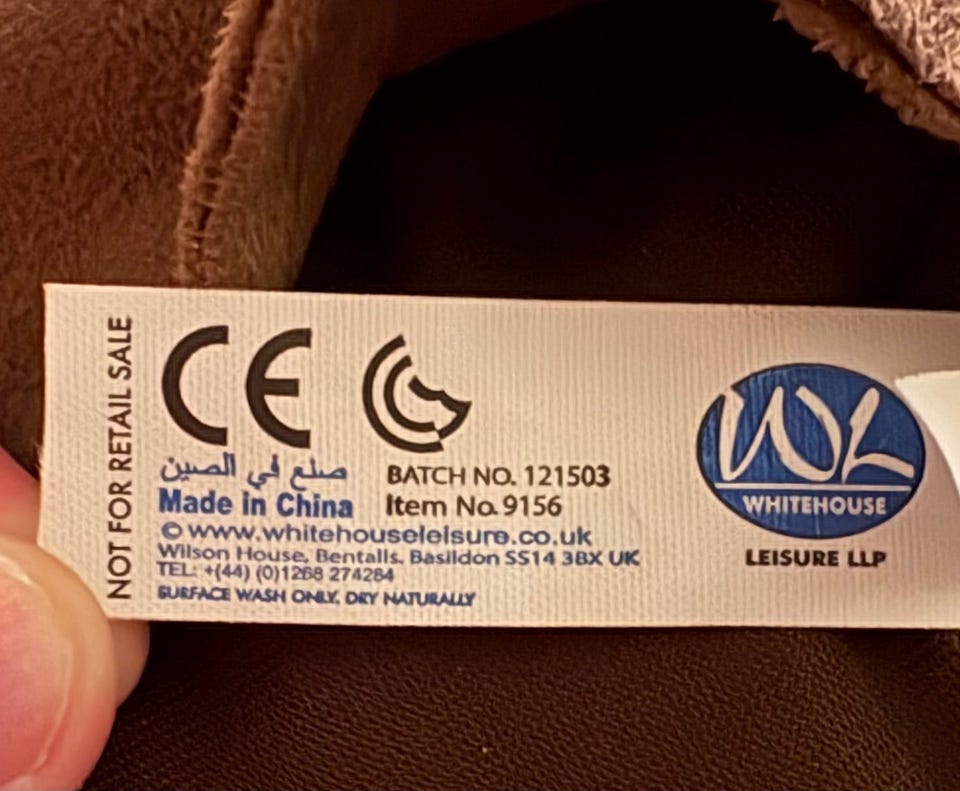 NOT FOR RETAIL SALE
CE
صنع في الصين
Made in China
BATCH NO. 121503
Item No. 9156
© www.whitehouseleisure.co.uk
Wilson House, Bentalls, Basildon SS14 3BX UK
TEL: +(44) (0)1268 274284
SURFACE WASH ONLY, DRY NATURALLY
WL
WHITEHOUSE
LEISURE LLP